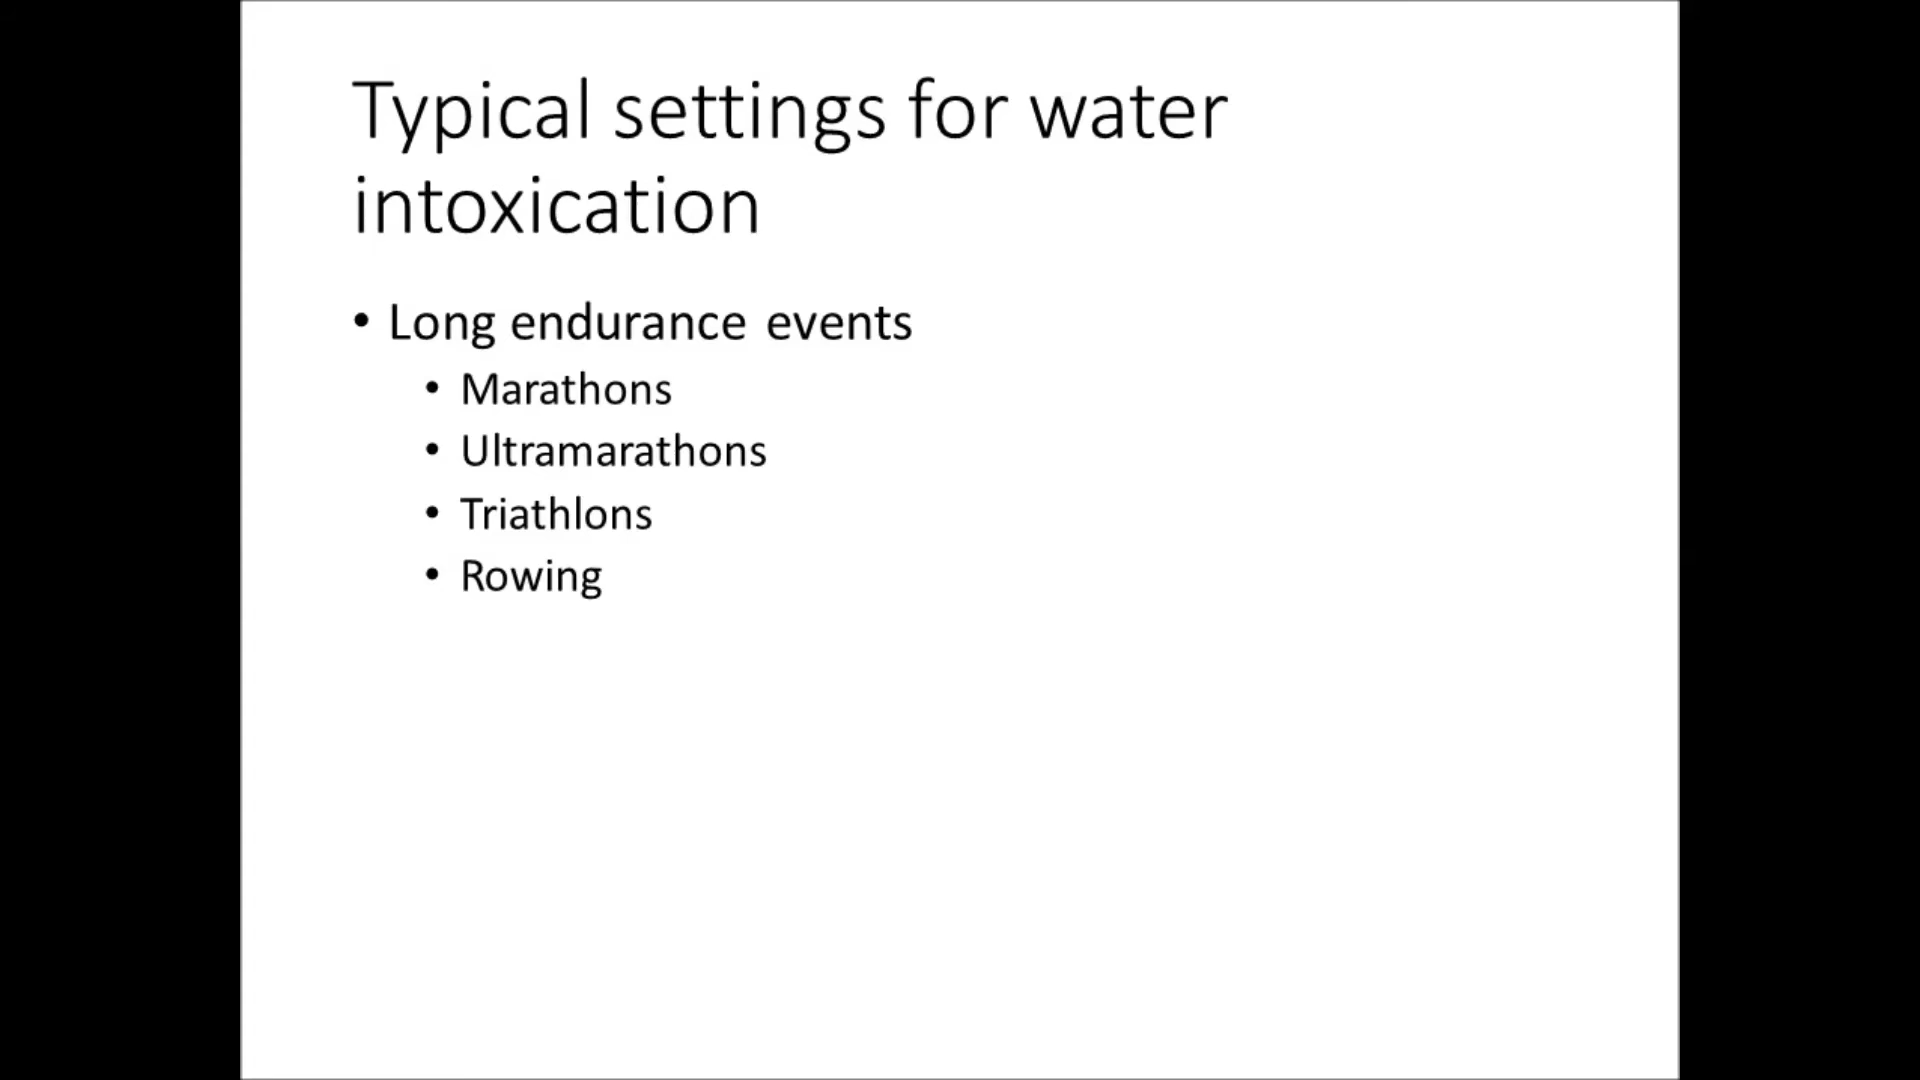 Typical settings for water
intoxication
• Long endurance events
• Marathons
• Ultramarathons
• Triathlons
• Rowing